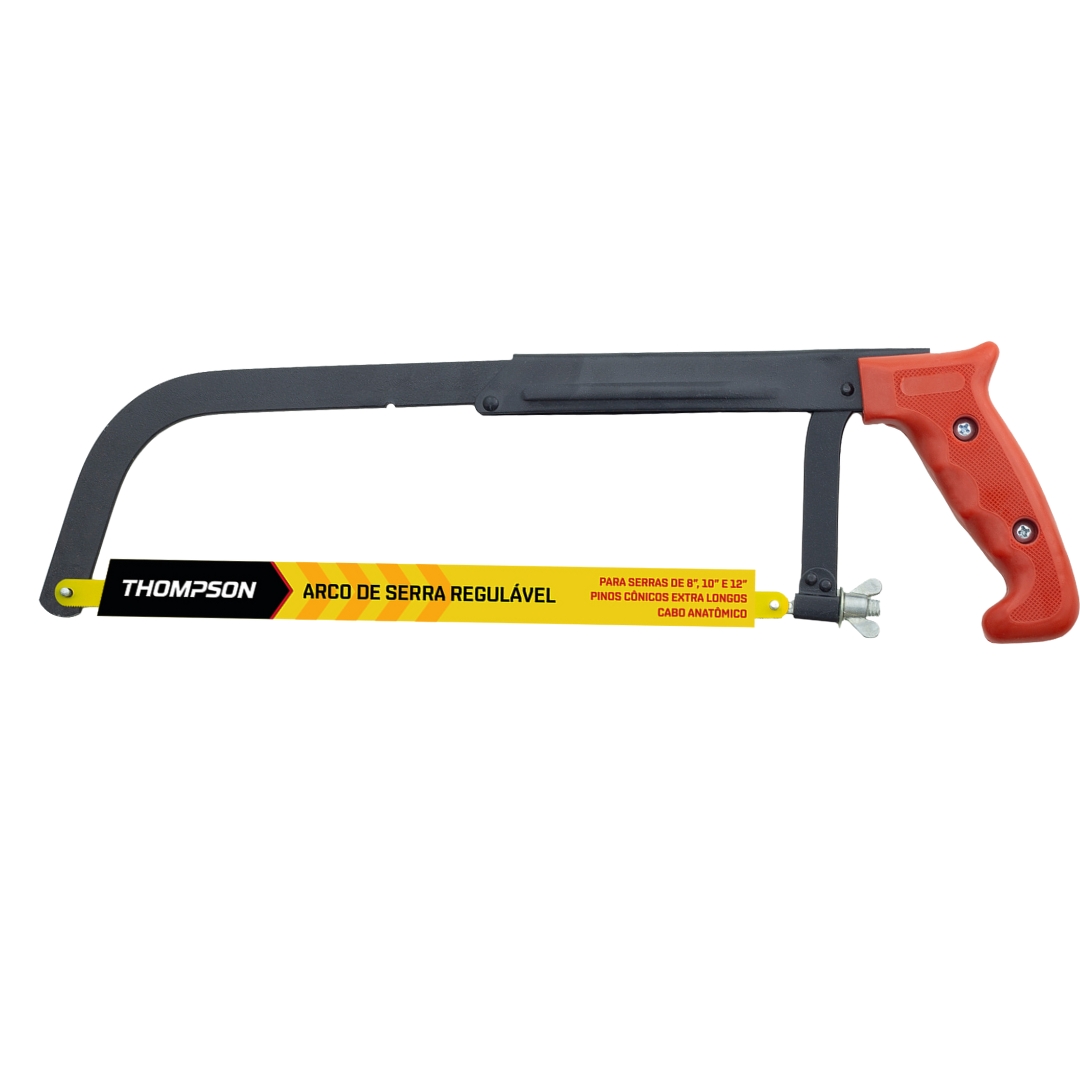 THOMPSON
ARCO DE SERRA REGULÁVEL
PARA SERRAS DE 8", 10" E 12"
PINOS CÔNICOS EXTRA LONGOS
CABO ANATÔMICO